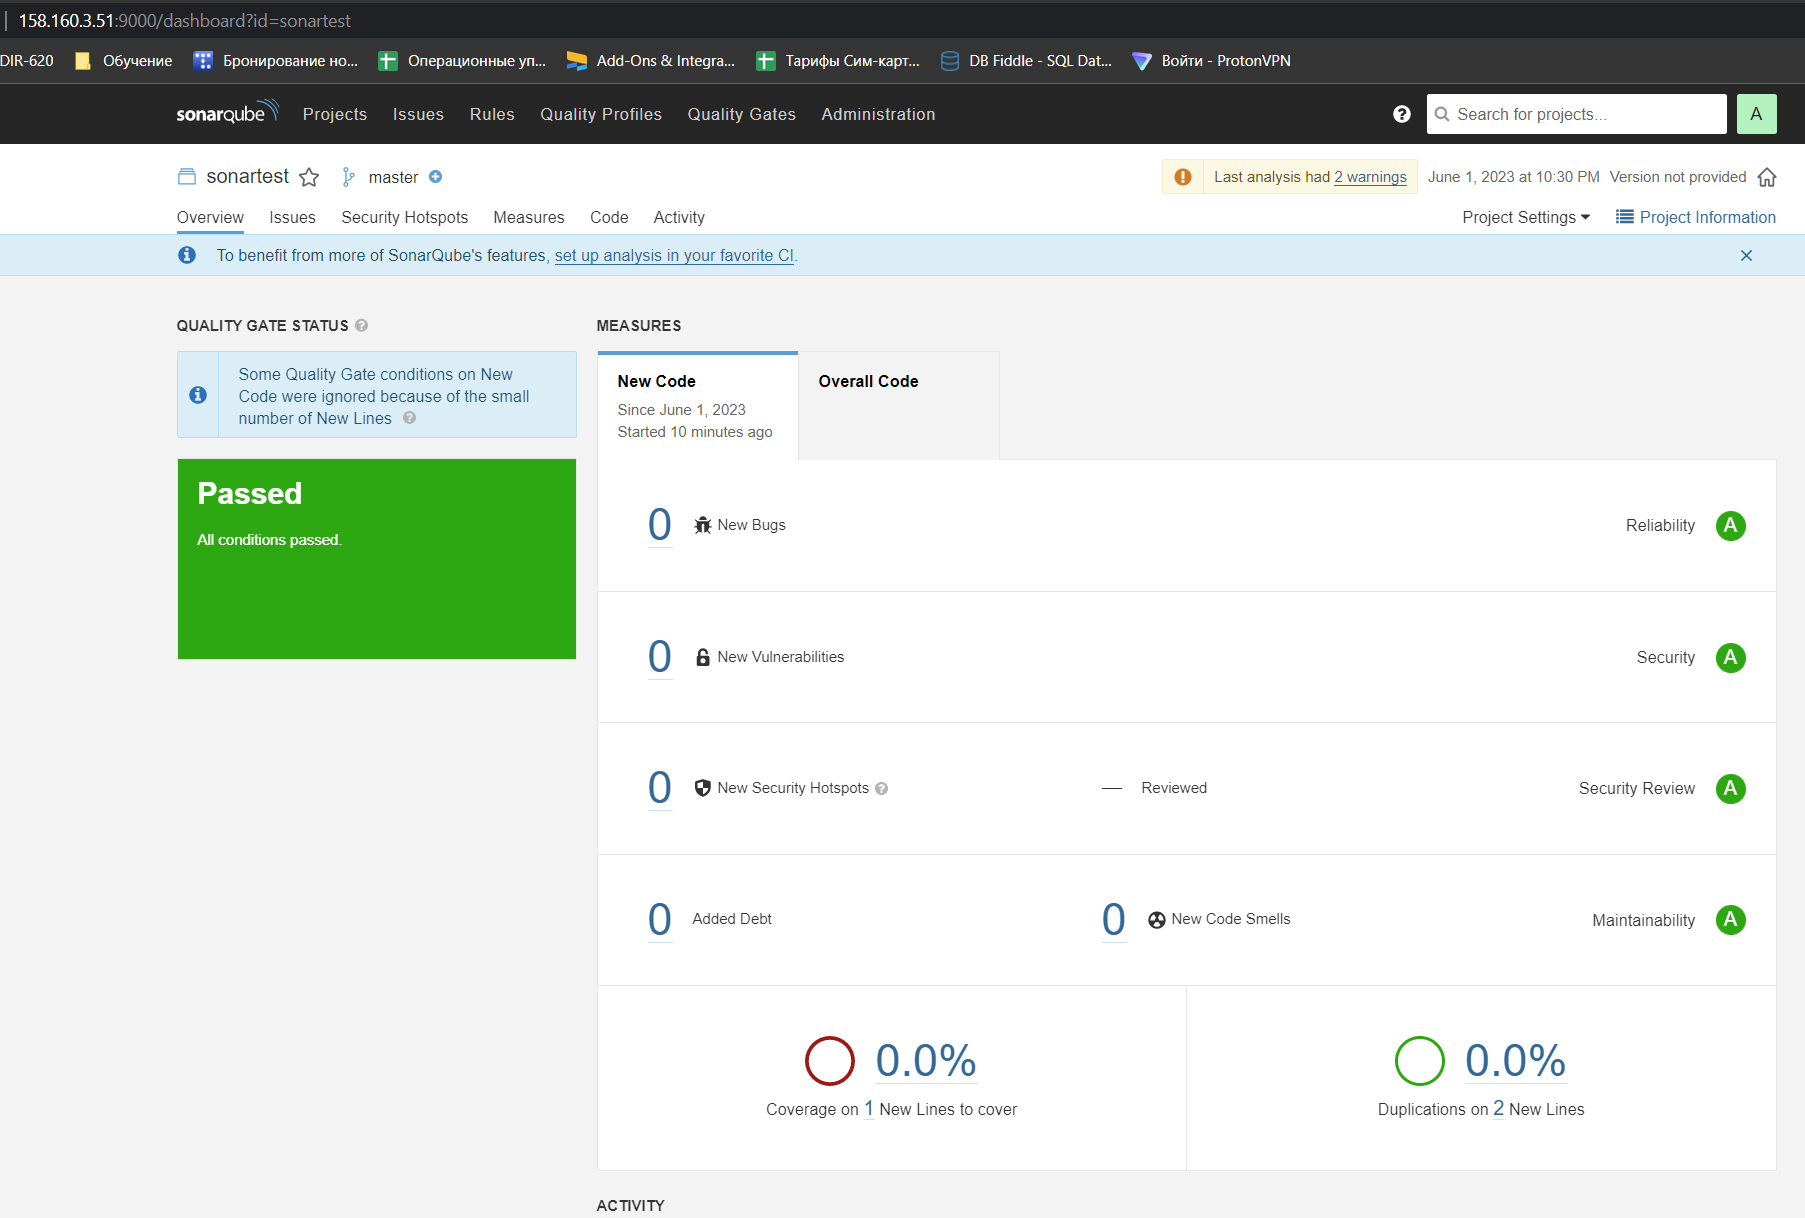 158.160.3.51:9000/dashboard?id=sonartest
DIR-620 Обучение Бронирование но... Операционные уп... Add-Ons & Integra... Тарифы Сим-карт... DB Fiddle - SQL Dat... Войти - ProtonVPN
sonarqube Projects Issues Rules Quality Profiles Quality Gates Administration ? Search for projects... A
sonartest master Last analysis had 2 warnings June 1, 2023 at 10:30 PM Version not provided
Overview Issues Security Hotspots Measures Code Activity Project Settings Project Information
To benefit from more of SonarQube's features, set up analysis in your favorite CI.
QUALITY GATE STATUS ?
Some Quality Gate conditions on New
Code were ignored because of the small
number of New Lines ?
Passed
All conditions passed.
MEASURES
New Code
Since June 1, 2023
Started 10 minutes ago
Overall Code
0 New Bugs Reliability A
0 New Vulnerabilities Security A
0 New Security Hotspots ? — Reviewed Security Review A
0 Added Debt 0 New Code Smells Maintainability A
0.0%
Coverage on 1 New Lines to cover
0.0%
Duplications on 2 New Lines
ACTIVITY